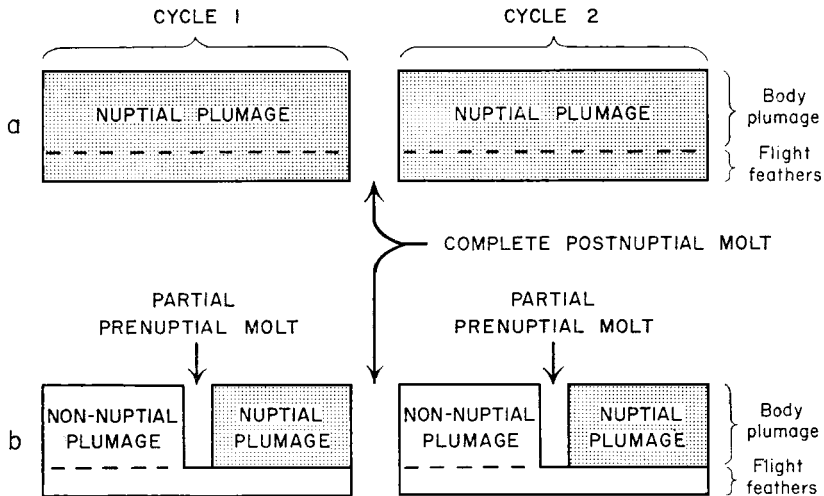 CYCLE 1
CYCLE 2
a
NUPTIAL PLUMAGE
NUPTIAL PLUMAGE
Body
plumage
Flight
feathers
COMPLETE POSTNUPTIAL MOLT
PARTIAL
PRENUPTIAL MOLT
PARTIAL
PRENUPTIAL MOLT
b
NON-NUPTIAL
PLUMAGE
NUPTIAL
PLUMAGE
NON-NUPTIAL
PLUMAGE
NUPTIAL
PLUMAGE
Body
plumage
Flight
feathers